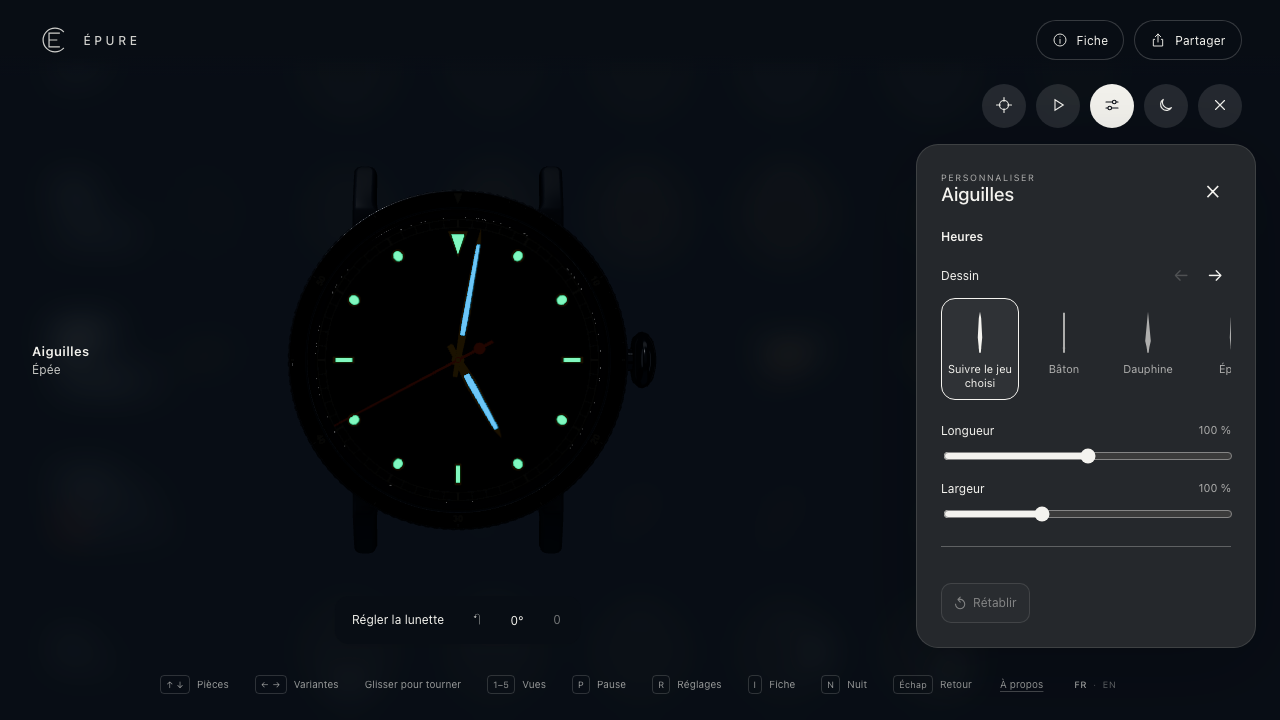 ÉPURE
Fiche
Partager
PERSONNALISER
Aiguilles
Heures
Dessin
Suivre le jeu
choisi
Bâton
Dauphine
Ép
Longueur
100 %
Largeur
100 %
Rétablir
Aiguilles
Épée
Régler la lunette
0°
0
↑ ↓ Pièces
← → Variantes
Glisser pour tourner
1–5 Vues
P Pause
R Réglages
I Fiche
N Nuit
Échap Retour
À propos
FR · EN